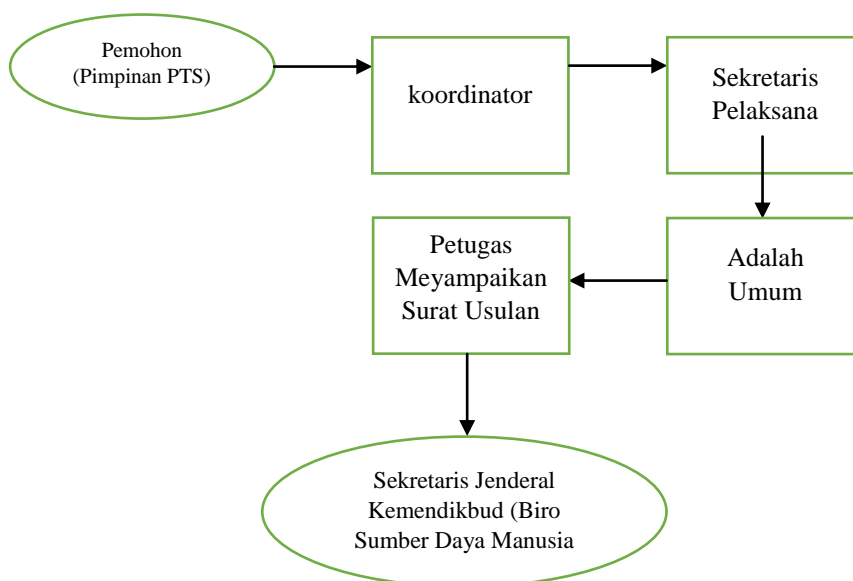 Pemohon
(Pimpinan PTS)
koordinator
Sekretaris
Pelaksana
Adalah
Umum
Petugas
Meyampaikan
Surat Usulan
Sekretaris Jenderal
Kemendikbud (Biro
Sumber Daya Manusia